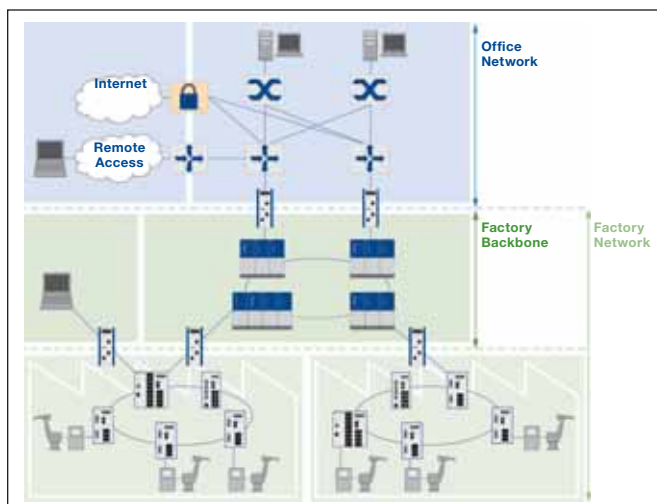 Office
Network
Internet
Remote
Access
Factory
Backbone
Factory
Network